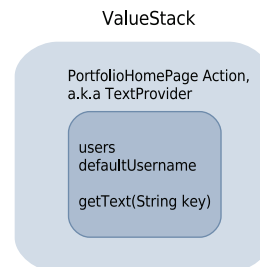 ValueStack
PortfolioHomePage Action,
a.k.a TextProvider
users
defaultUsername
getText(String key)